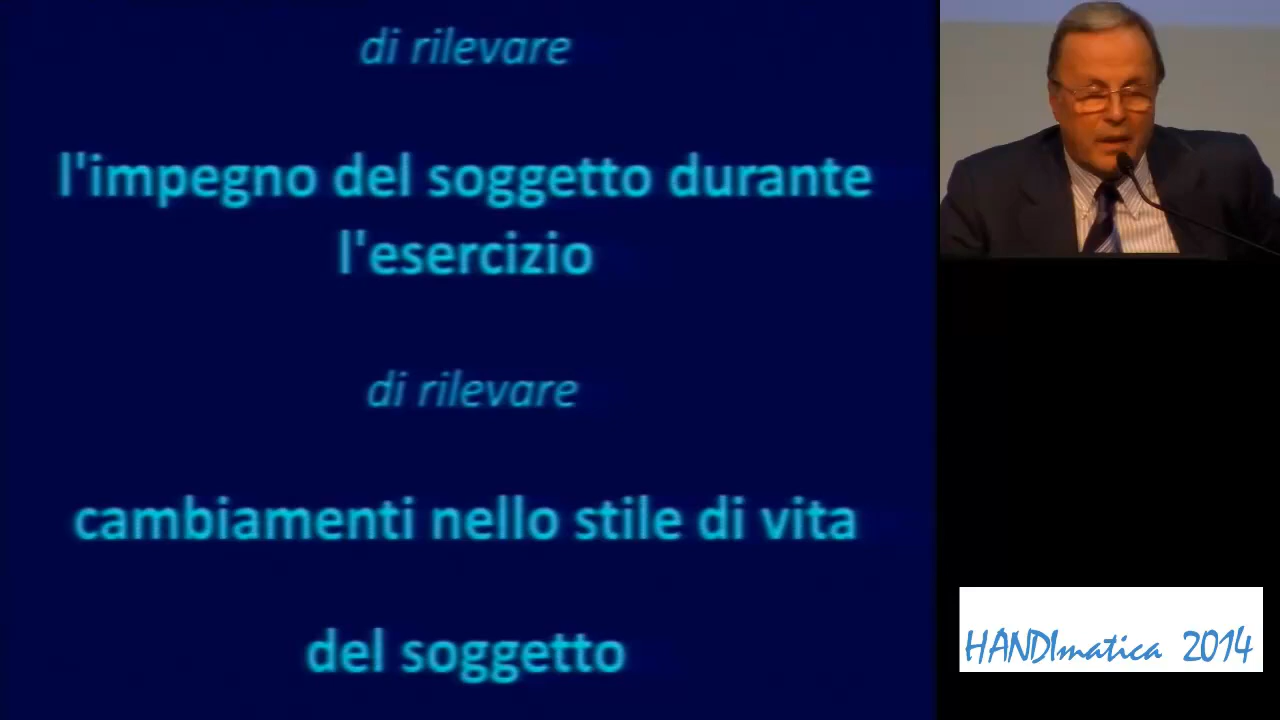 di rilevare
l'impegno del soggetto durante
l'esercizio
di rilevare
cambiamenti nello stile di vita
del soggetto
HANDImatica 2014